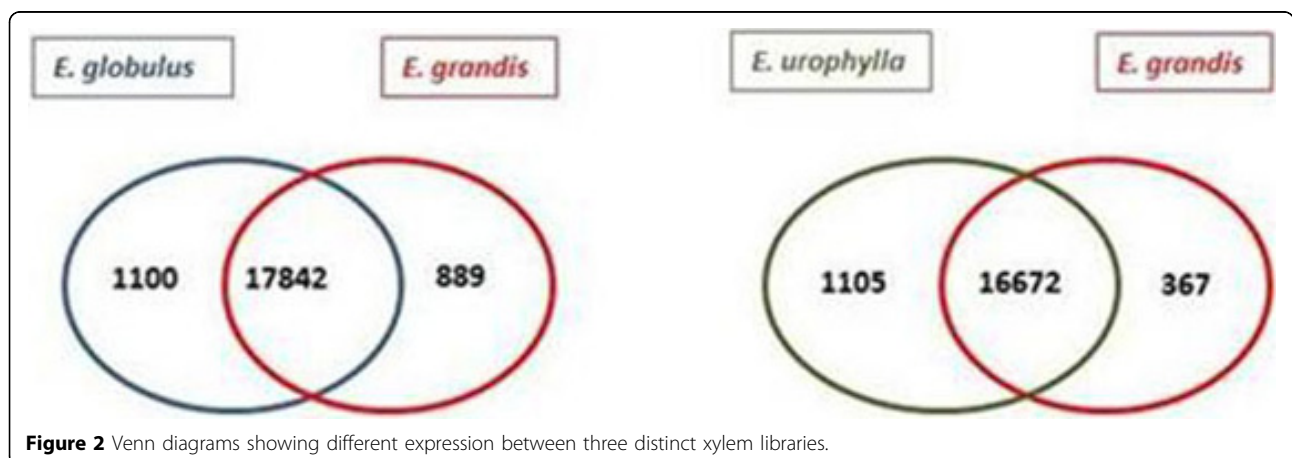 E. globulus
E. grandis
E. urophylla
E. grandis
1100
17842
889
1105
16672
367
Figure 2 Venn diagrams showing different expression between three distinct xylem libraries.